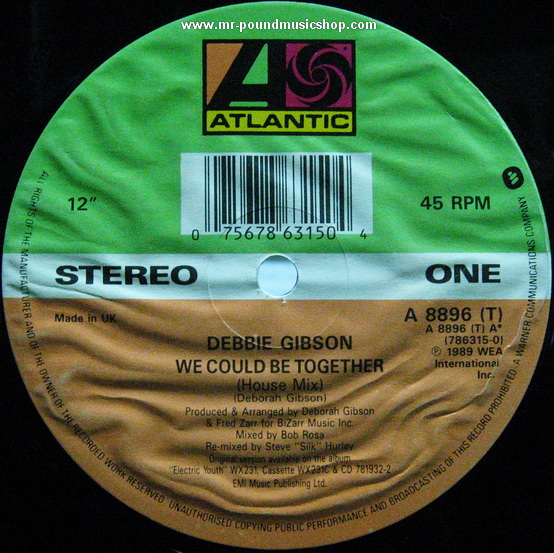 www.mr-poundmusicshop.com
ATLANTIC
0 75678 63150 4
12"
45 RPM
STEREO
ONE
Made in UK
A 8896 (T)
A 8896 (T) A*
(786315-0)
℗ 1989 WEA
International
Inc.
DEBBIE GIBSON
WE COULD BE TOGETHER
(House Mix)
(Deborah Gibson)
Produced & Arranged by Deborah Gibson
& Fred Zarr for BiZarr Music Inc.
Mixed by Bob Rosa
Re-mixed by Steve "Silk" Hurley
Original version available on the album
"Electric Youth" WX231, Cassette WX231C & CD 781932-2
EMI Music Publishing Ltd.
ALL RIGHTS OF THE MANUFACTURER AND OF THE OWNER OF THE RECORDED WORK RESERVED. UNAUTHORISED COPYING PUBLIC PERFORMANCE AND BROADCASTING OF THIS RECORD PROHIBITED. A WARNER COMMUNICATIONS COMPANY